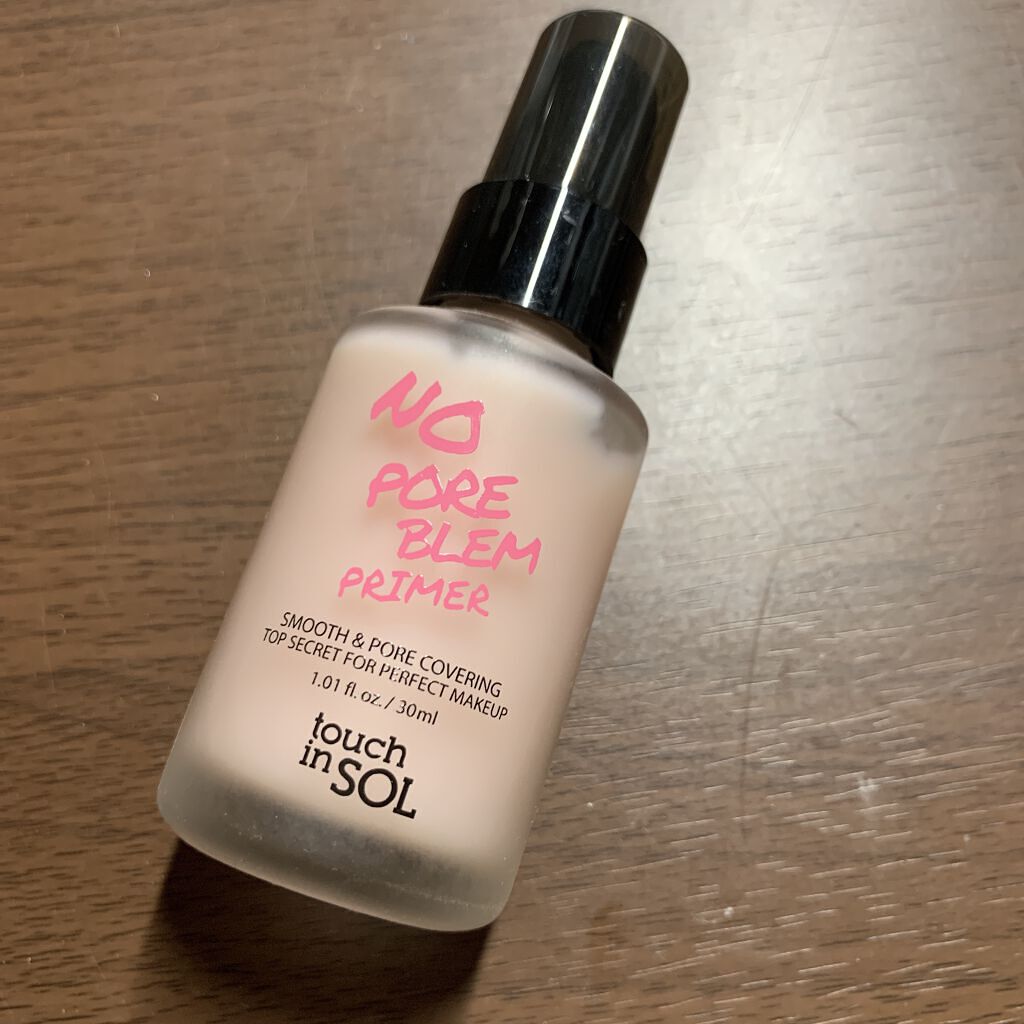 NO
PORE
BLEM
PRIMER
SMOOTH & PORE COVERING
TOP SECRET FOR PERFECT MAKEUP
1.01 fl. oz. / 30ml
touch
in SOL